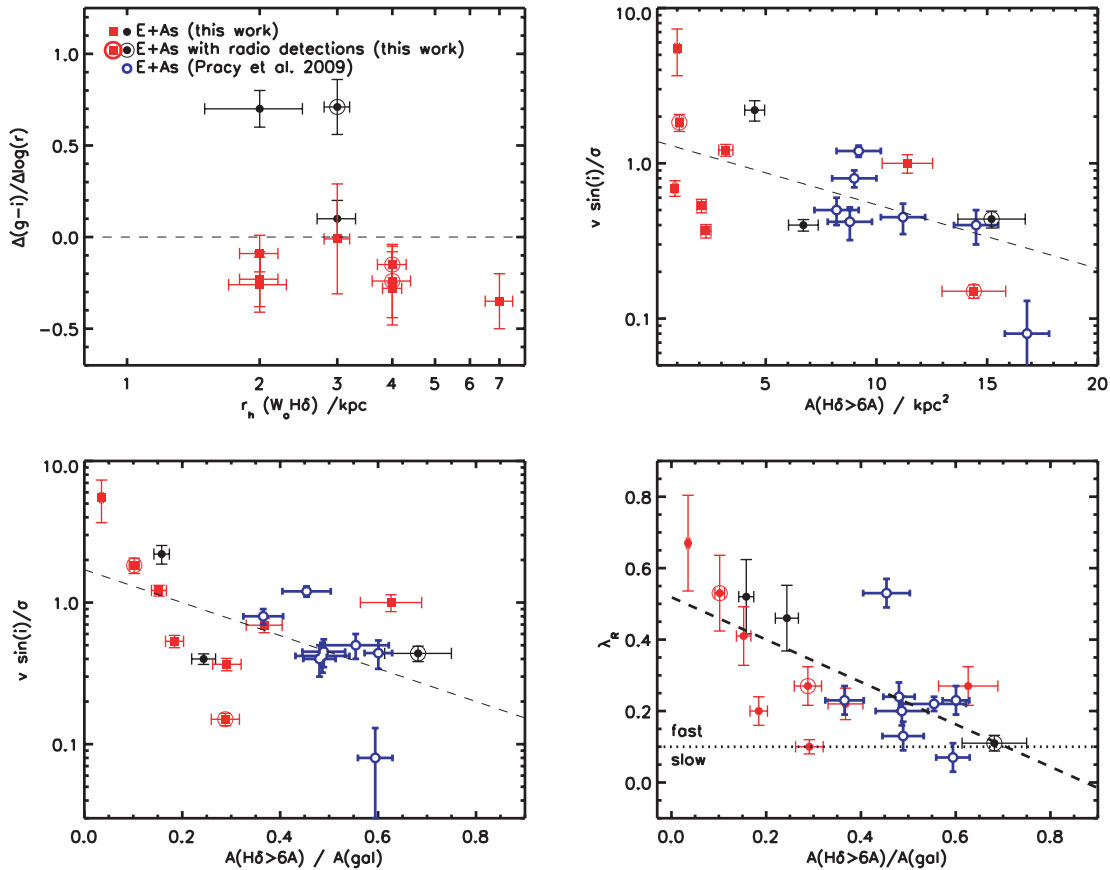 E+As (this work)
E+As with radio detections (this work)
E+As (Pracy et al. 2009)
Δ(g-i)/Δlog(r)
1.0
0.5
0.0
-0.5
1 2 3 4 5 6 7
r_h (W_o Hδ) /kpc
v sin(i)/σ
10.0
1.0
0.1
5 10 15 20
A(Hδ>6A) / kpc²
v sin(i)/σ
10.0
1.0
0.1
0.0 0.2 0.4 0.6 0.8
A(Hδ>6A) / A(gal)
λ_R
0.8
0.6
0.4
0.2
0.0
fast
slow
0.0 0.2 0.4 0.6 0.8
A(Hδ>6A)/A(gal)